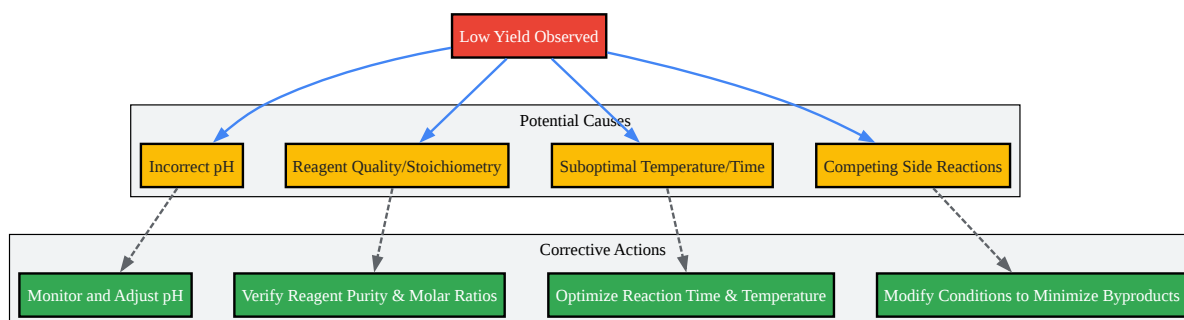 Low Yield Observed
Potential Causes
Incorrect pH
Reagent Quality/Stoichiometry
Suboptimal Temperature/Time
Competing Side Reactions
Corrective Actions
Monitor and Adjust pH
Verify Reagent Purity & Molar Ratios
Optimize Reaction Time & Temperature
Modify Conditions to Minimize Byproducts